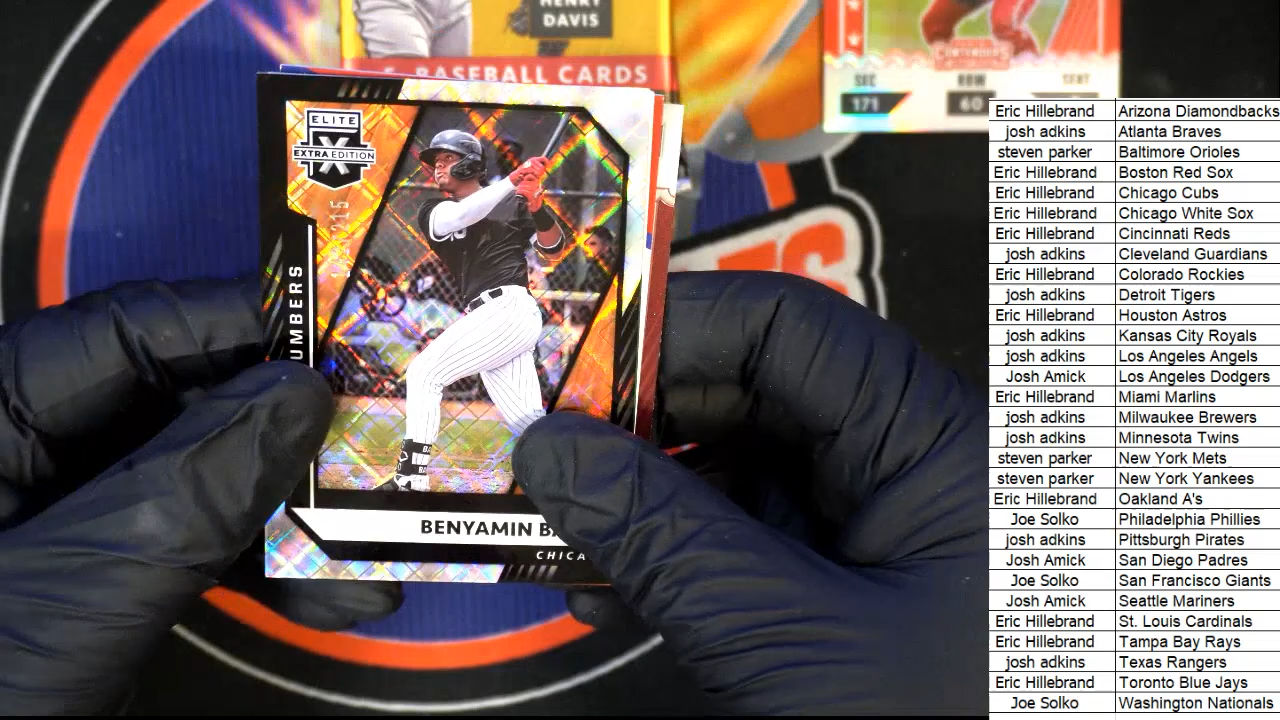 HENRY
DAVIS
BASEBALL CARDS
CONTENDERS
SEC
ROW
SEAT
171
60
ELITE
X
EXTRA EDITION
UMBERS
BENYAMIN BA
CHICA
Eric Hillebrand Arizona Diamondbacks
josh adkins Atlanta Braves
steven parker Baltimore Orioles
Eric Hillebrand Boston Red Sox
Eric Hillebrand Chicago Cubs
Eric Hillebrand Chicago White Sox
Eric Hillebrand Cincinnati Reds
josh adkins Cleveland Guardians
Eric Hillebrand Colorado Rockies
josh adkins Detroit Tigers
Eric Hillebrand Houston Astros
josh adkins Kansas City Royals
josh adkins Los Angeles Angels
Josh Amick Los Angeles Dodgers
Eric Hillebrand Miami Marlins
josh adkins Milwaukee Brewers
josh adkins Minnesota Twins
steven parker New York Mets
steven parker New York Yankees
Eric Hillebrand Oakland A's
Joe Solko Philadelphia Phillies
josh adkins Pittsburgh Pirates
Josh Amick San Diego Padres
Joe Solko San Francisco Giants
Josh Amick Seattle Mariners
Eric Hillebrand St. Louis Cardinals
Eric Hillebrand Tampa Bay Rays
josh adkins Texas Rangers
Eric Hillebrand Toronto Blue Jays
Joe Solko Washington Nationals